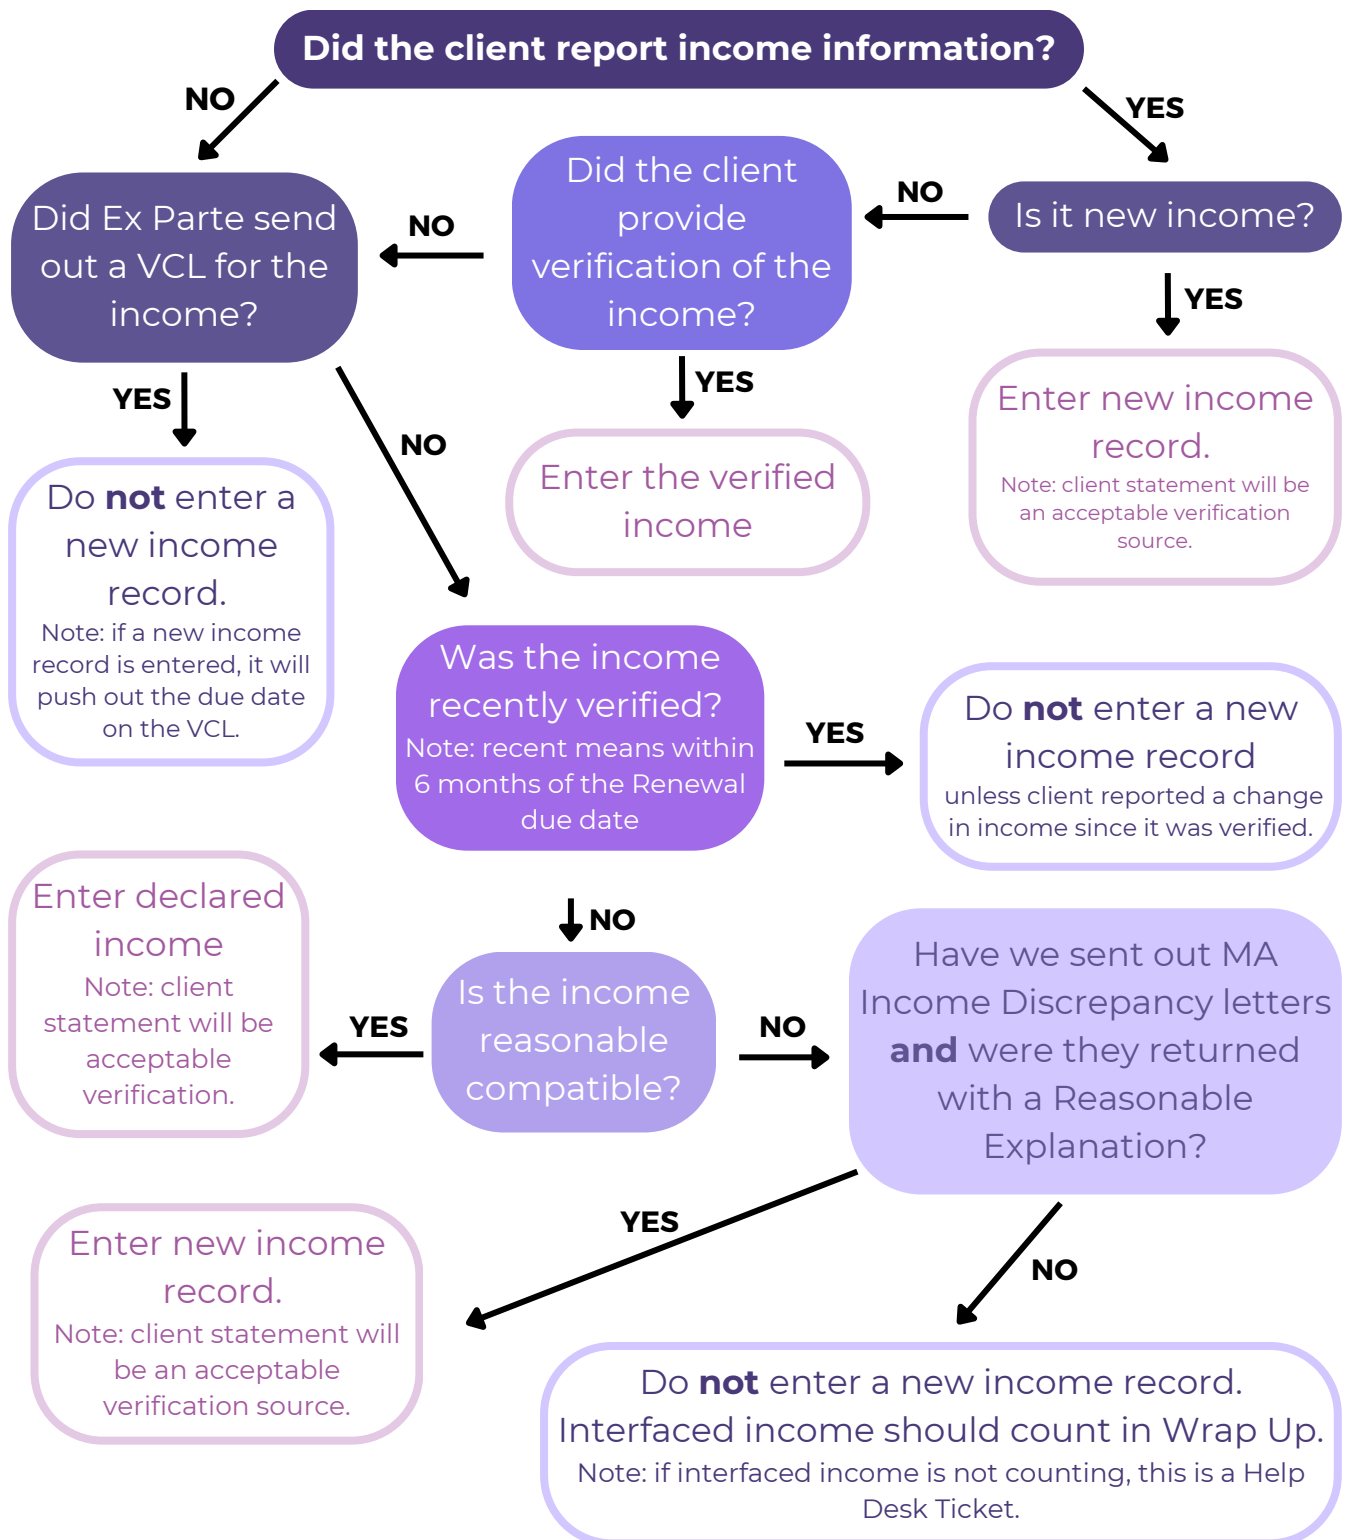 Did the client report income information?
NO
YES
Did the client
provide
verification of the
income?
NO
Is it new income?
Did Ex Parte send
out a VCL for the
income?
NO
YES
YES
YES
NO
Enter new income
record.
Note: client statement will be
an acceptable verification
source.
Enter the verified
income
Do not enter a
new income
record.
Note: if a new income
record is entered, it will
push out the due date
on the VCL.
Was the income
recently verified?
Note: recent means within
6 months of the Renewal
due date
YES
Do not enter a new
income record
unless client reported a change
in income since it was verified.
NO
Enter declared
income
Note: client
statement will be
acceptable
verification.
YES
Is the income
reasonable
compatible?
NO
Have we sent out MA
Income Discrepancy letters
and were they returned
with a Reasonable
Explanation?
YES
NO
Enter new income
record.
Note: client statement will
be an acceptable
verification source.
Do not enter a new income record.
Interfaced income should count in Wrap Up.
Note: if interfaced income is not counting, this is a Help
Desk Ticket.